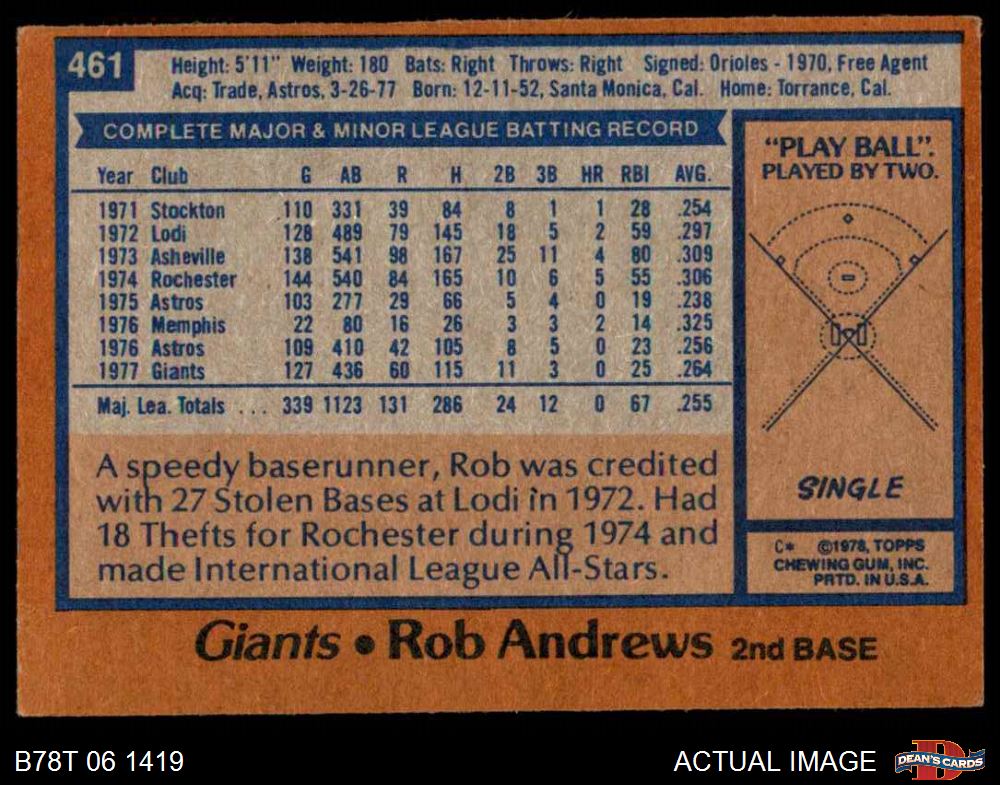 461
Height: 5'11" Weight: 180 Bats: Right Throws: Right Signed: Orioles - 1970, Free Agent
Acq: Trade, Astros, 3-26-77 Born: 12-11-52, Santa Monica, Cal. Home: Torrance, Cal.
COMPLETE MAJOR & MINOR LEAGUE BATTING RECORD
Year Club G AB R H 2B 3B HR RBI AVG.
1971 Stockton 110 331 39 84 8 1 1 28 .254
1972 Lodi 128 489 79 145 18 5 2 59 .297
1973 Asheville 138 541 98 167 25 11 4 80 .309
1974 Rochester 144 540 84 165 10 6 5 55 .306
1975 Astros 103 277 29 66 5 4 0 19 .238
1976 Memphis 22 80 16 26 3 3 2 14 .325
1976 Astros 109 410 42 105 8 5 0 23 .256
1977 Giants 127 436 60 115 11 3 0 25 .264
Maj. Lea. Totals ... 339 1123 131 286 24 12 0 67 .255
A speedy baserunner, Rob was credited
with 27 Stolen Bases at Lodi in 1972. Had
18 Thefts for Rochester during 1974 and
made International League All-Stars.
"PLAY BALL".
PLAYED BY TWO.
SINGLE
C* ©1978, TOPPS
CHEWING GUM, INC.
PRTD. IN U.S.A.
Giants • Rob Andrews 2nd BASE
B78T 06 1419
ACTUAL IMAGE
DEAN'S CARDS